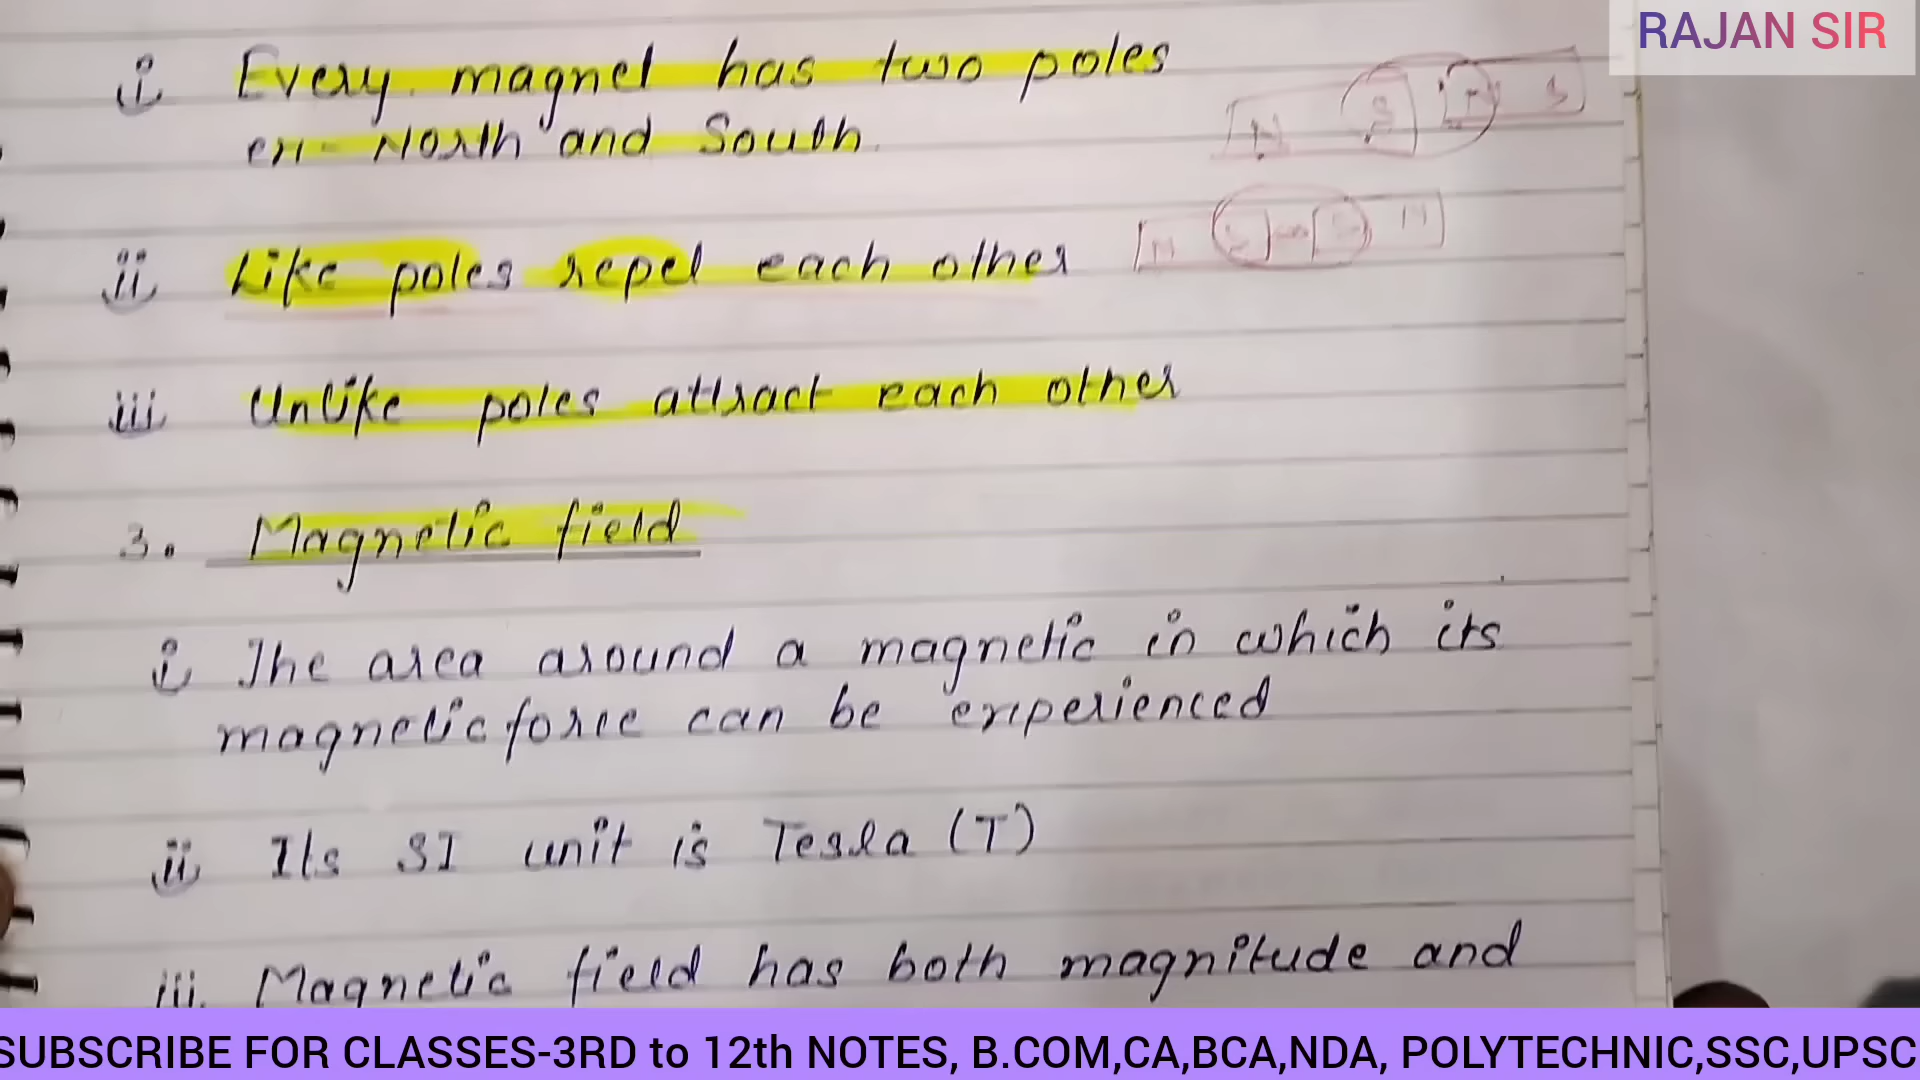 RAJAN SIR
i Every magnet has two poles
ex- North and South.
N S N S
ii Like poles repel each other
N S S N
iii Unlike poles attract each other
3. Magnetic field
i The area around a magnetic in which its
magnetic force can be experienced
ii Its SI unit is Tesla (T)
iii. Magnetic field has both magnitude and
SUBSCRIBE FOR CLASSES-3RD to 12th NOTES, B.COM,CA,BCA,NDA, POLYTECHNIC,SSC,UPSC